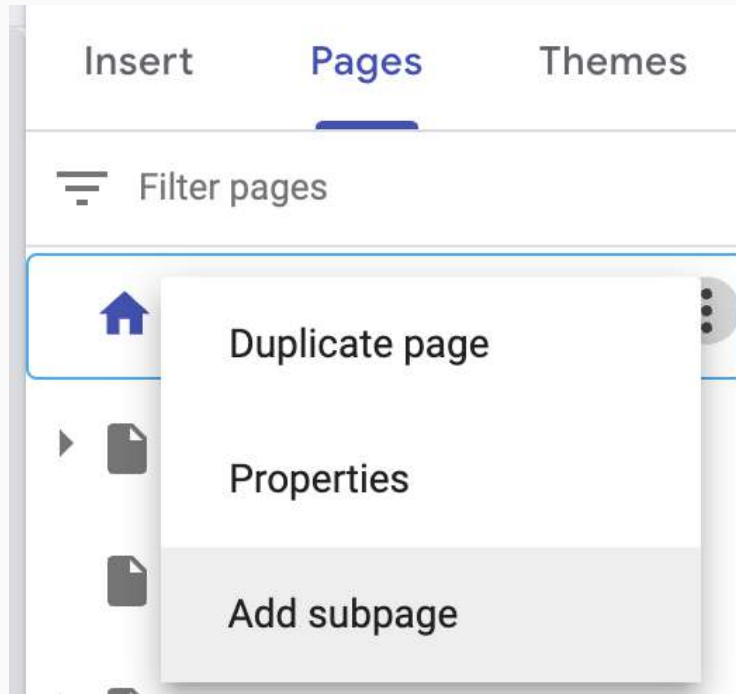 Insert Pages Themes
Filter pages
Duplicate page
Properties
Add subpage